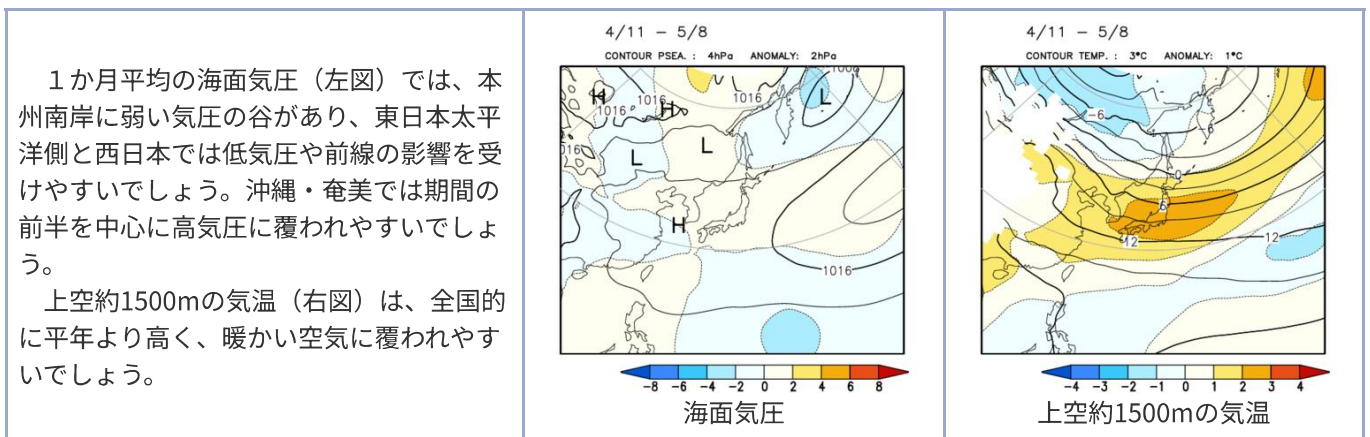 １か月平均の海面気圧（左図）では、本
州南岸に弱い気圧の谷があり、東日本太平
洋側と西日本では低気圧や前線の影響を受
けやすいでしょう。沖縄・奄美では期間の
前半を中心に高気圧に覆われやすいでしょ
う。
　上空約1500mの気温（右図）は、全国的
に平年より高く、暖かい空気に覆われやす
いでしょう。
4/11 － 5/8
CONTOUR PSEA. : 4hPa ANOMALY: 2hPa
H
1016
1016
H
1016
L
L
L
H
1016
-8 -6 -4 -2 0 2 4 6 8
海面気圧
4/11 － 5/8
CONTOUR TEMP. : 3°C ANOMALY: 1°C
-6
-6
0
6
12
12
-4 -3 -2 -1 0 1 2 3 4
上空約1500mの気温